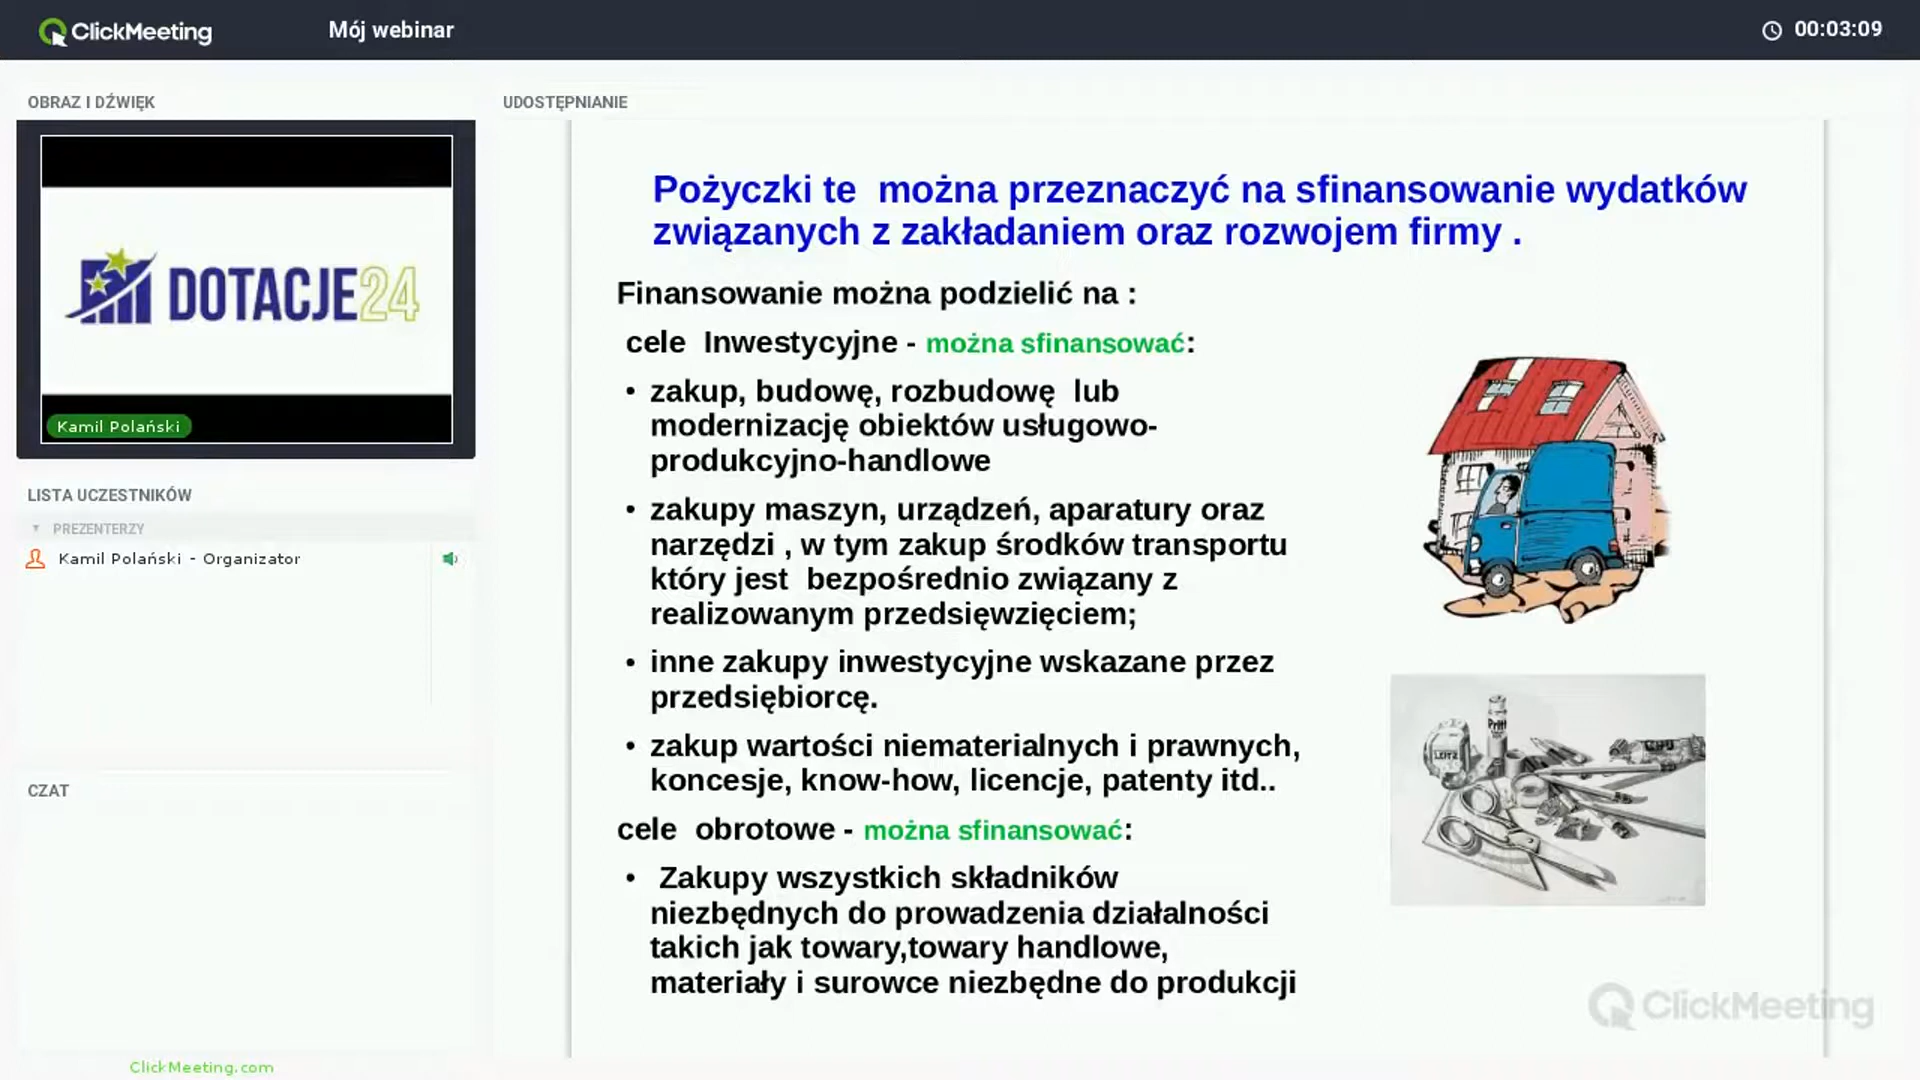 ClickMeeting
Mój webinar
00:03:09
OBRAZ I DŹWIĘK
DOTACJE24
Kamil Polański
LISTA UCZESTNIKÓW
PREZENTERZY
Kamil Polański - Organizator
CZAT
ClickMeeting.com
UDOSTĘPNIANIE
Pożyczki te można przeznaczyć na sfinansowanie wydatków
związanych z zakładaniem oraz rozwojem firmy .
Finansowanie można podzielić na :
cele Inwestycyjne - można sfinansować:
• zakup, budowę, rozbudowę lub
modernizację obiektów usługowo-
produkcyjno-handlowe
• zakupy maszyn, urządzeń, aparatury oraz
narzędzi , w tym zakup środków transportu
który jest bezpośrednio związany z
realizowanym przedsięwzięciem;
• inne zakupy inwestycyjne wskazane przez
przedsiębiorcę.
• zakup wartości niematerialnych i prawnych,
koncesje, know-how, licencje, patenty itd..
cele obrotowe - można sfinansować:
• Zakupy wszystkich składników
niezbędnych do prowadzenia działalności
takich jak towary,towary handlowe,
materiały i surowce niezbędne do produkcji
Pritt
LEITZ
ClickMeeting